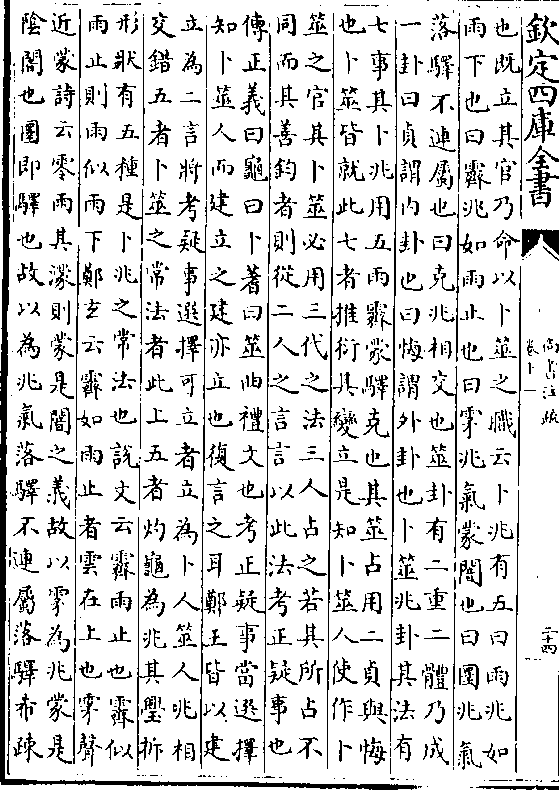 欽定四庫全書
尚書注疏
卷十一
二十四
也既立其官乃命以卜筮之職云卜兆有五曰雨兆如
雨下也曰霽兆如雨止也曰雺兆氣蒙闇也曰圛兆氣
落驛不連屬也曰克兆相交也筮卦有二重二體乃成
一卦曰貞謂内卦也曰悔謂外卦也卜筮兆卦其法有
七事其卜兆用五雨霽蒙驛克也其筮占用二貞與悔
也卜筮皆就此七者推衍其變立是知卜筮人使作卜
筮之官其卜筮必用三代之法三人占之若其所占不
同而其善鈞者則從二人之言言以此法考正疑事也
傳正義曰龜曰卜蓍曰筮曲禮文也考正疑事當選擇
知卜筮人而建立之建亦立也復言之耳鄭王皆以建
立為二言將考疑事選擇可立者立為卜人筮人兆相
交錯五者卜筮之常法者此上五者灼龜為兆其璺拆
形狀有五種是卜兆之常法也說文云霽雨止也霽似
雨止則雨似雨下鄭玄云霽如雨止者雲在上也雺聲
近蒙詩云零雨其濛則蒙是闇之義故以雺為兆蒙是
陰闇也圛即驛也故以為兆氣落驛不連屬落驛希疎